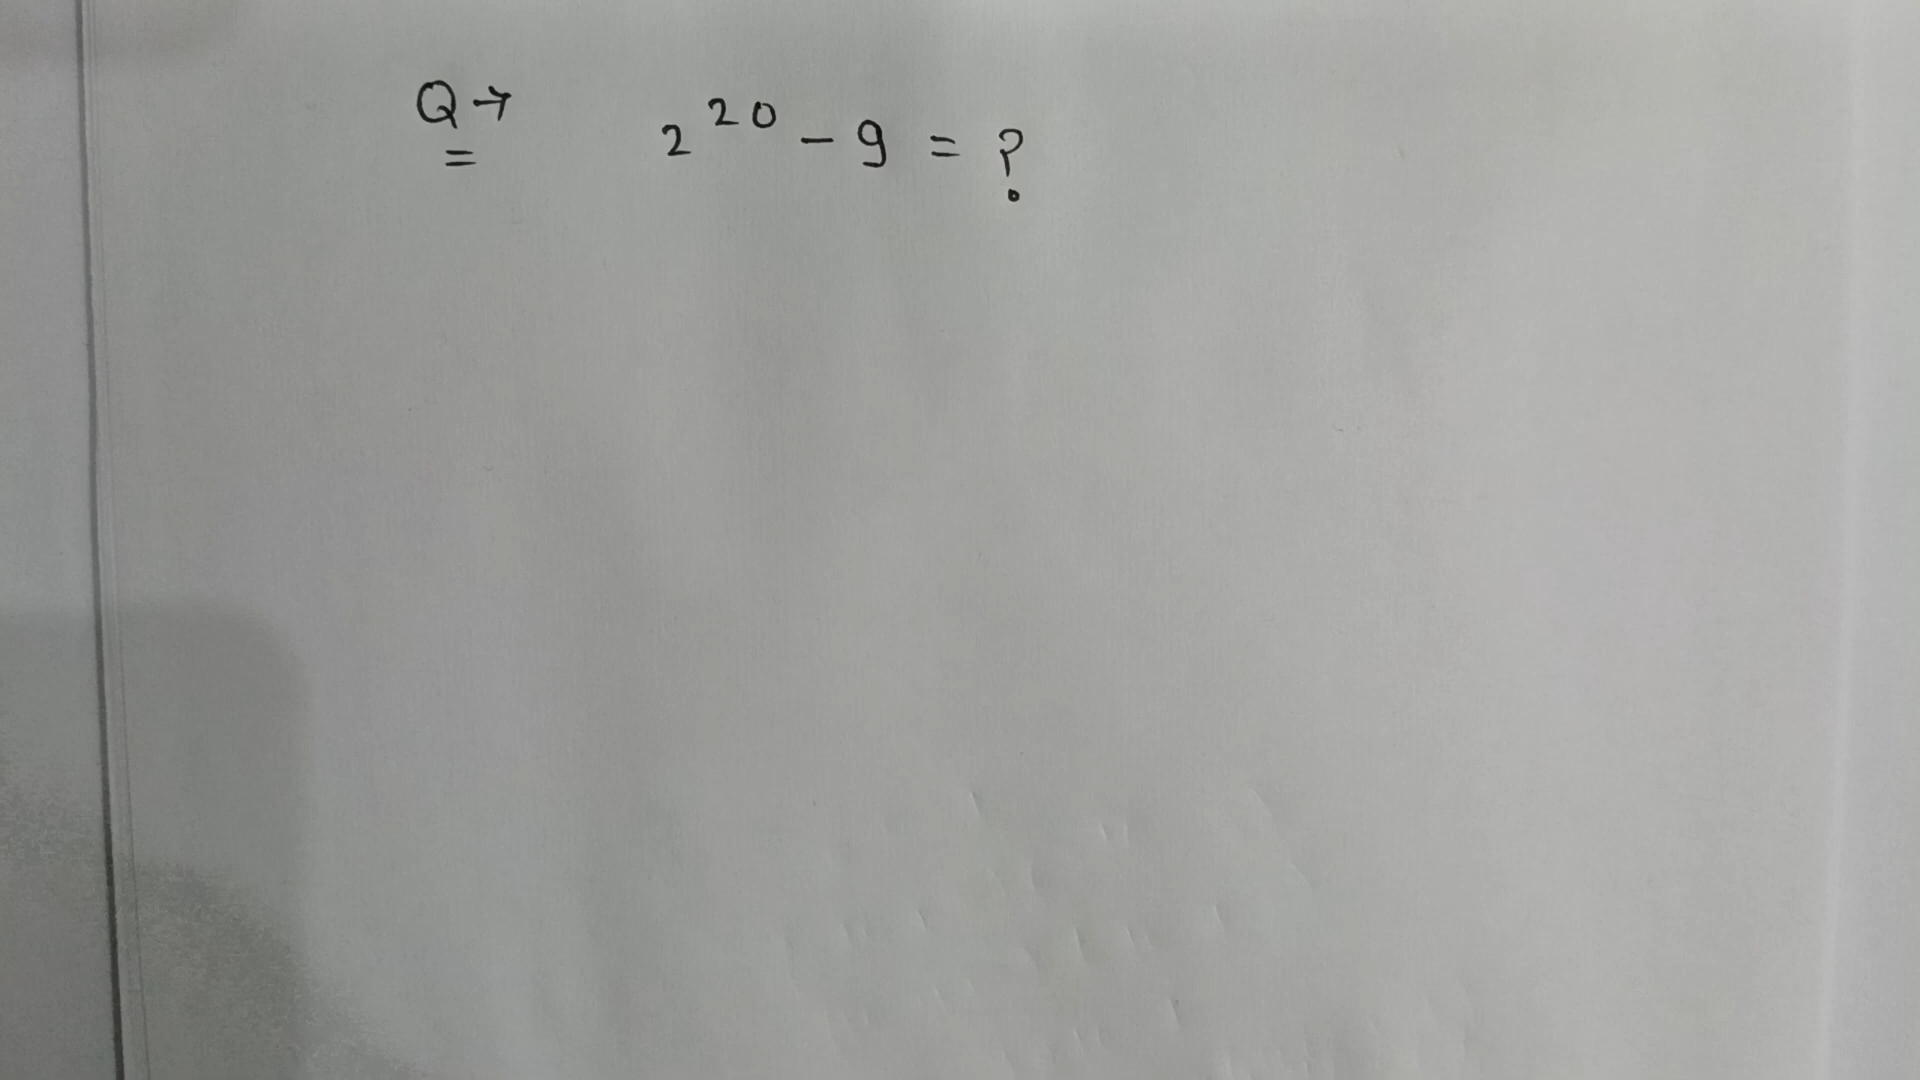 Q→ 2²⁰ - 9 = ?